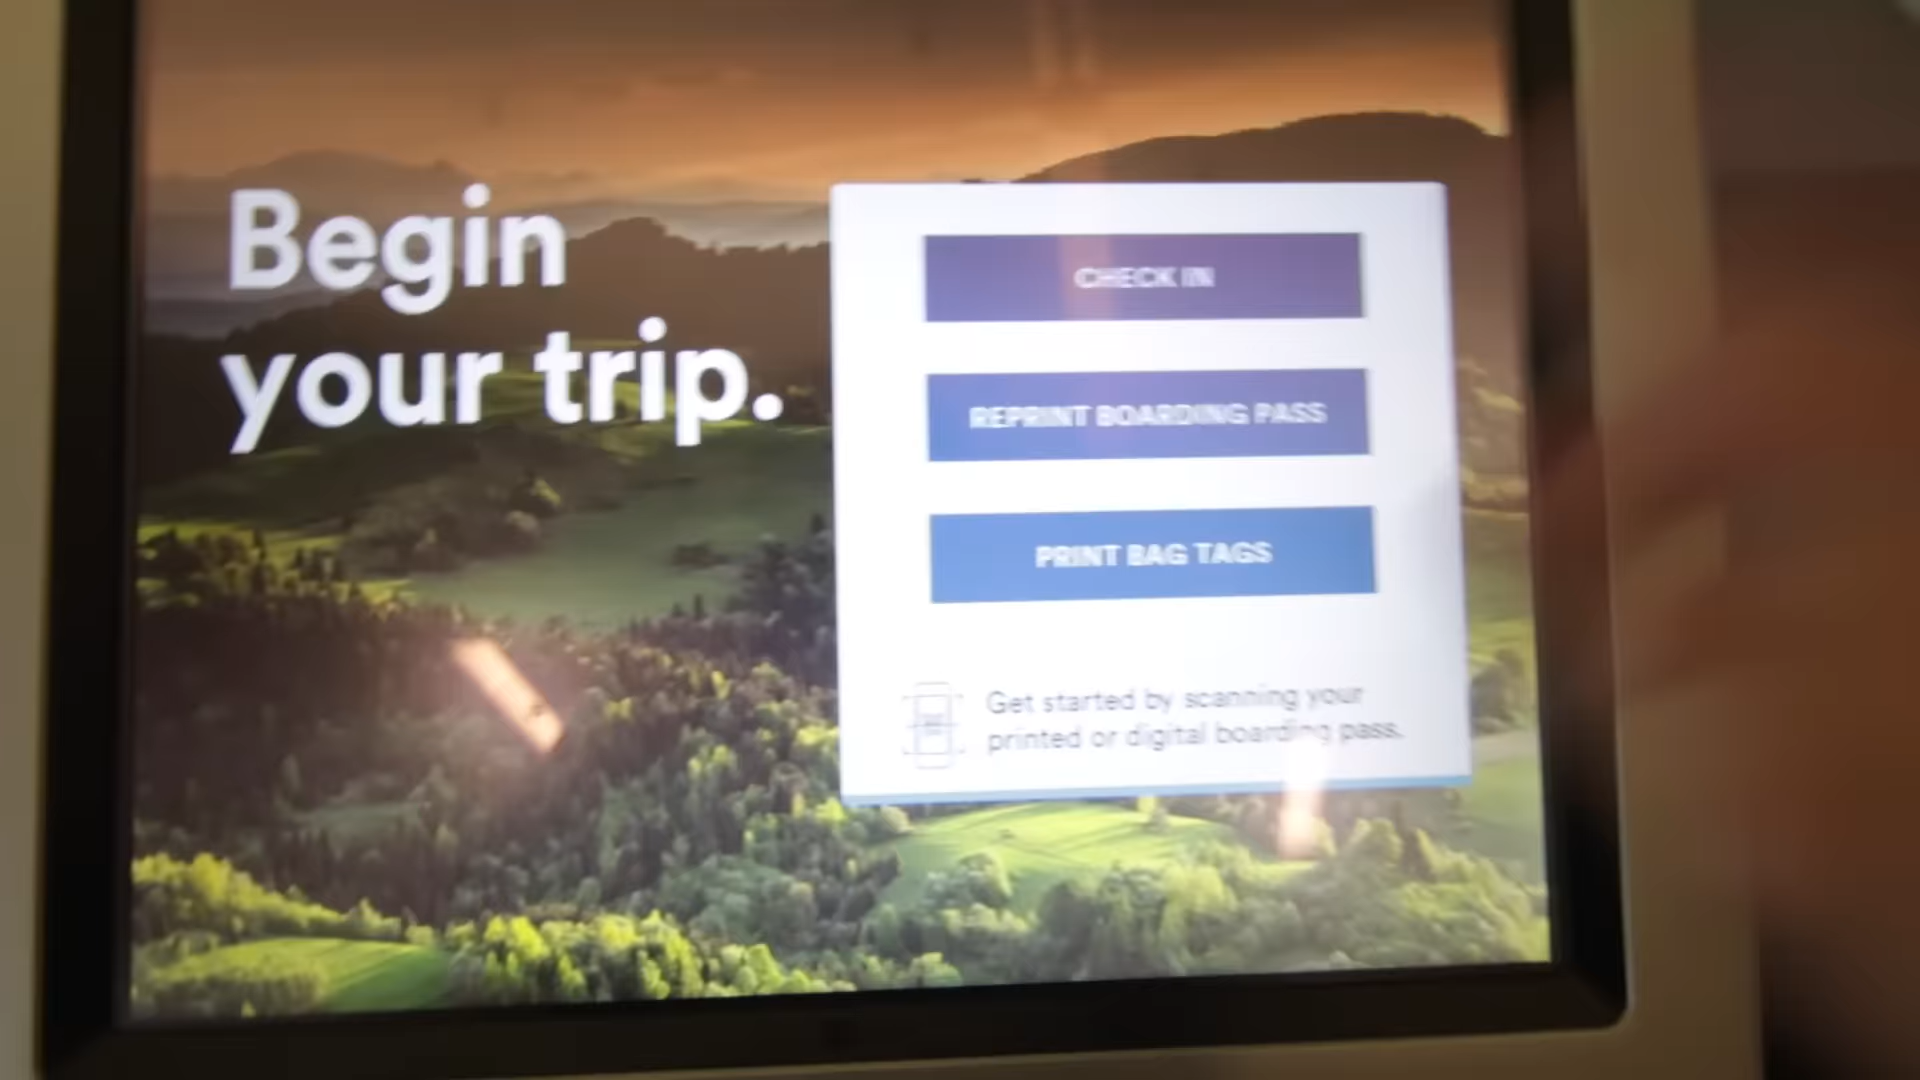 Begin
your trip.
CHECK IN
REPRINT BOARDING PASS
PRINT BAG TAGS
Get started by scanning your
printed or digital boarding pass.